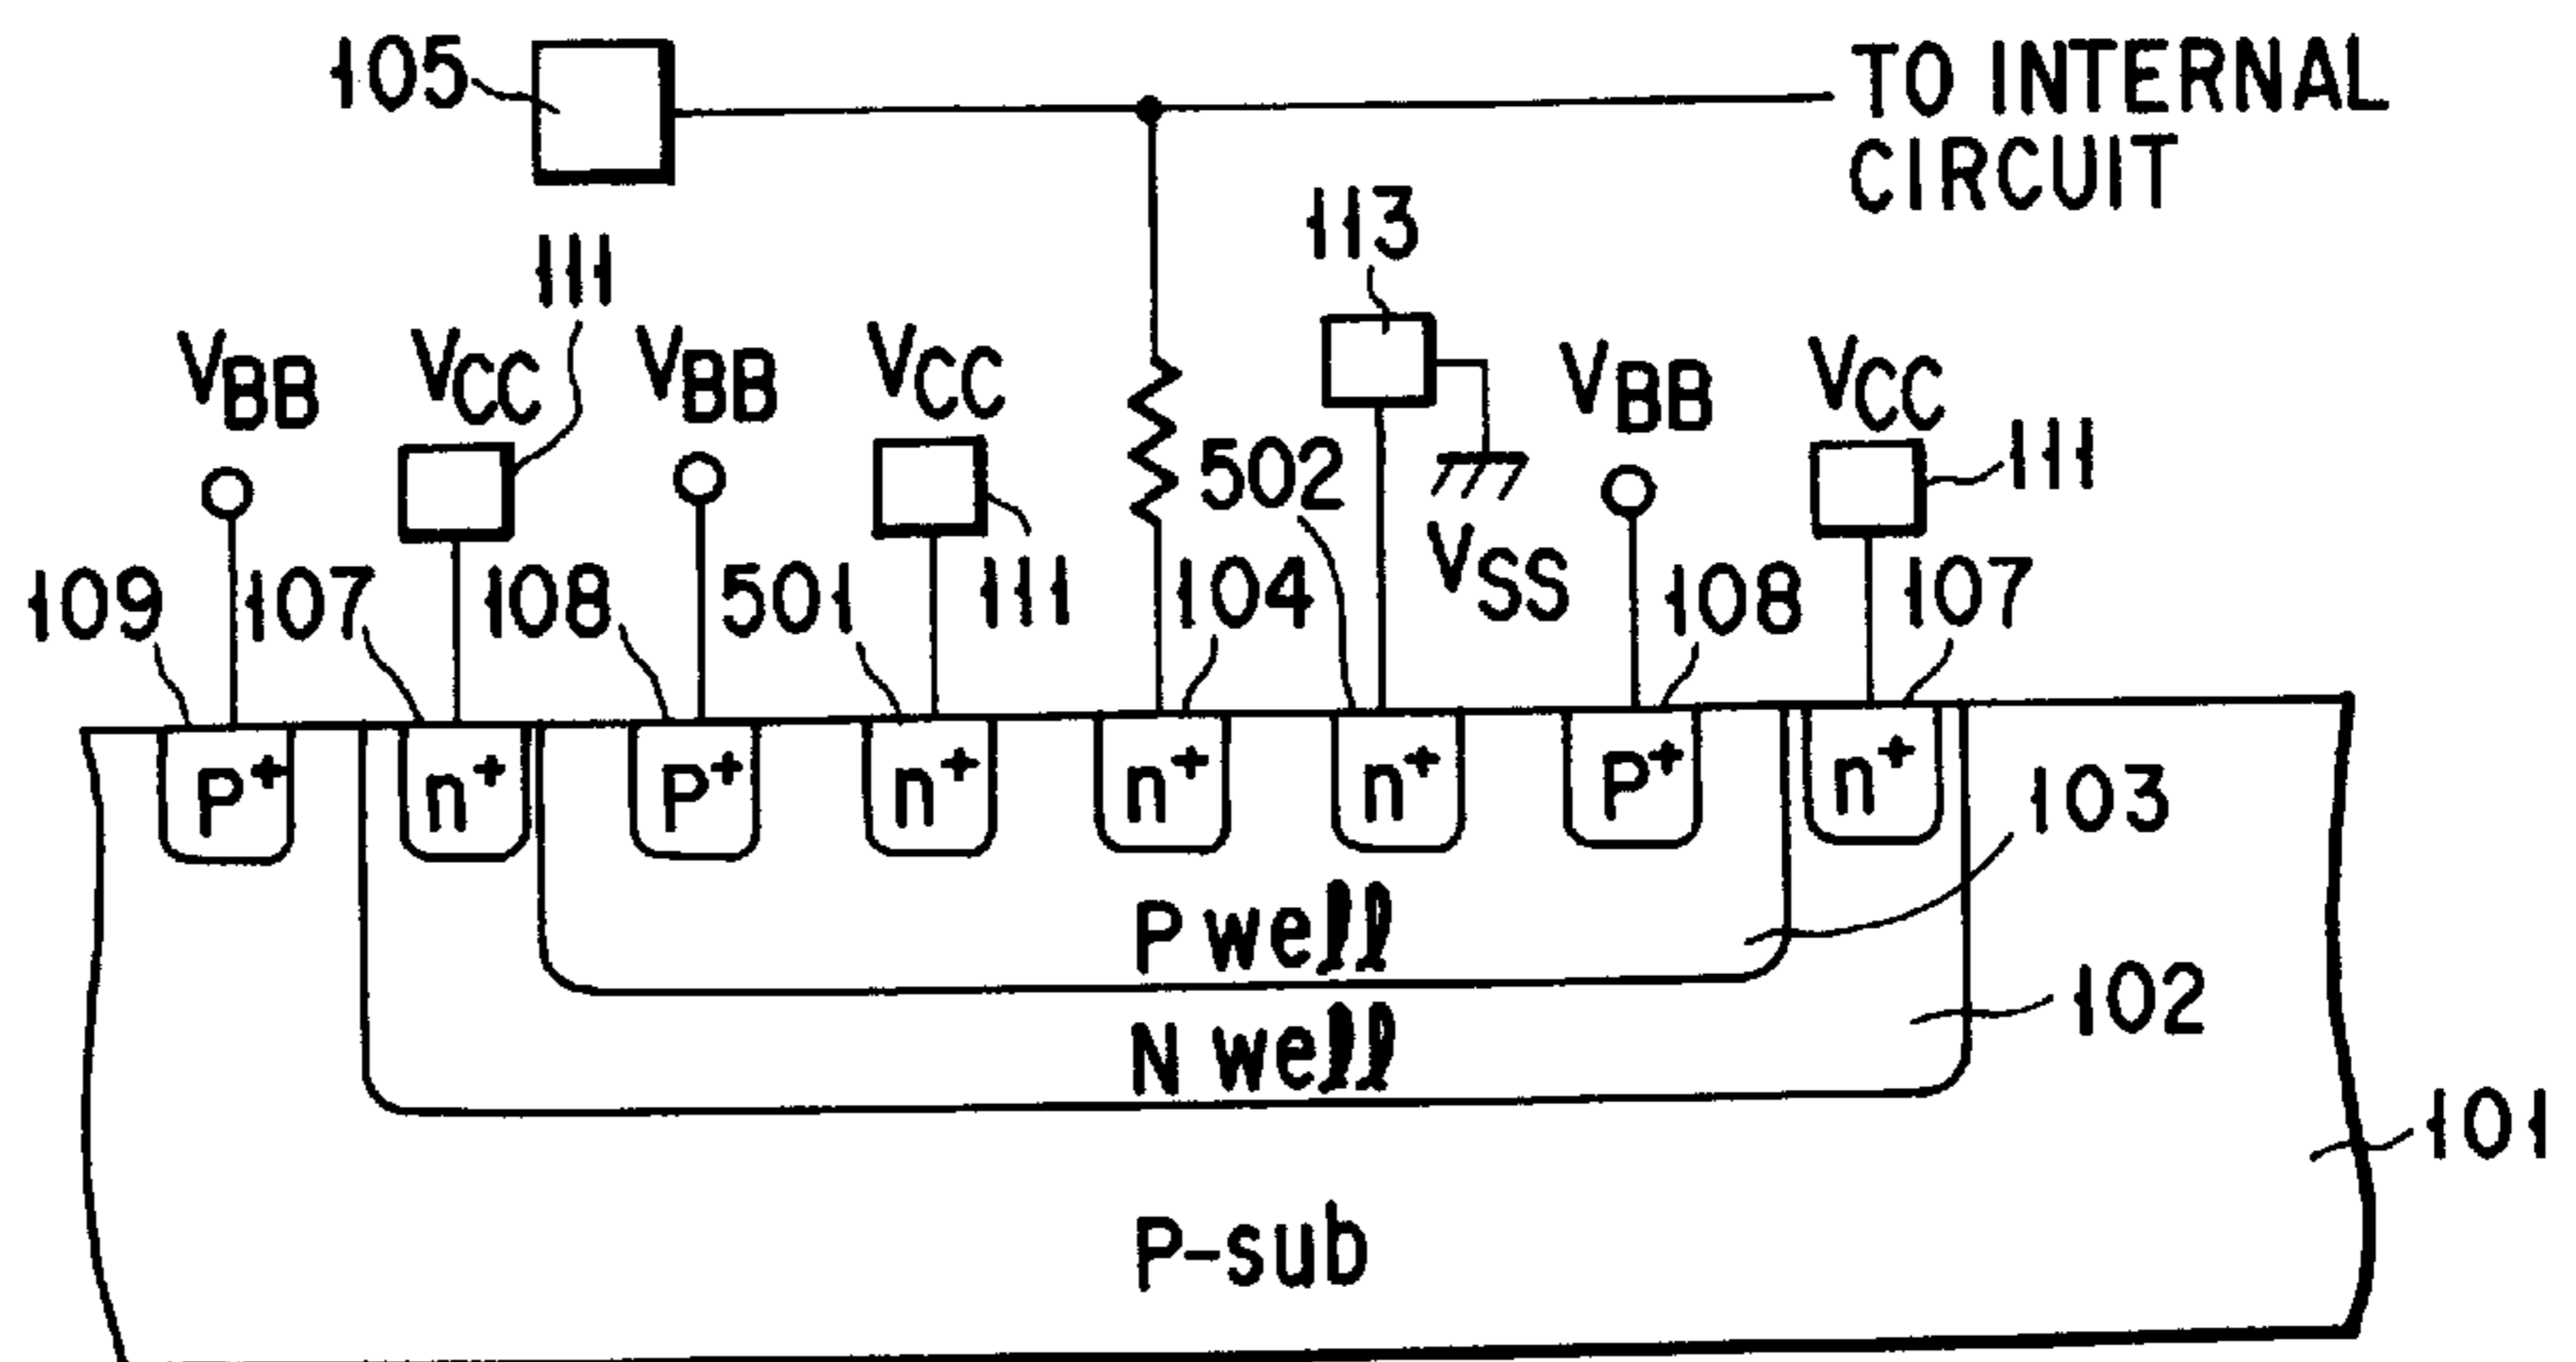 105
TO INTERNAL
CIRCUIT
111
113
VBB
VCC
VBB
VCC
VBB
VCC
502
111
VSS
109
107
108
501
111
104
108
107
P+
n+
P+
n+
n+
n+
P+
n+
103
P well
102
N well
101
P-sub